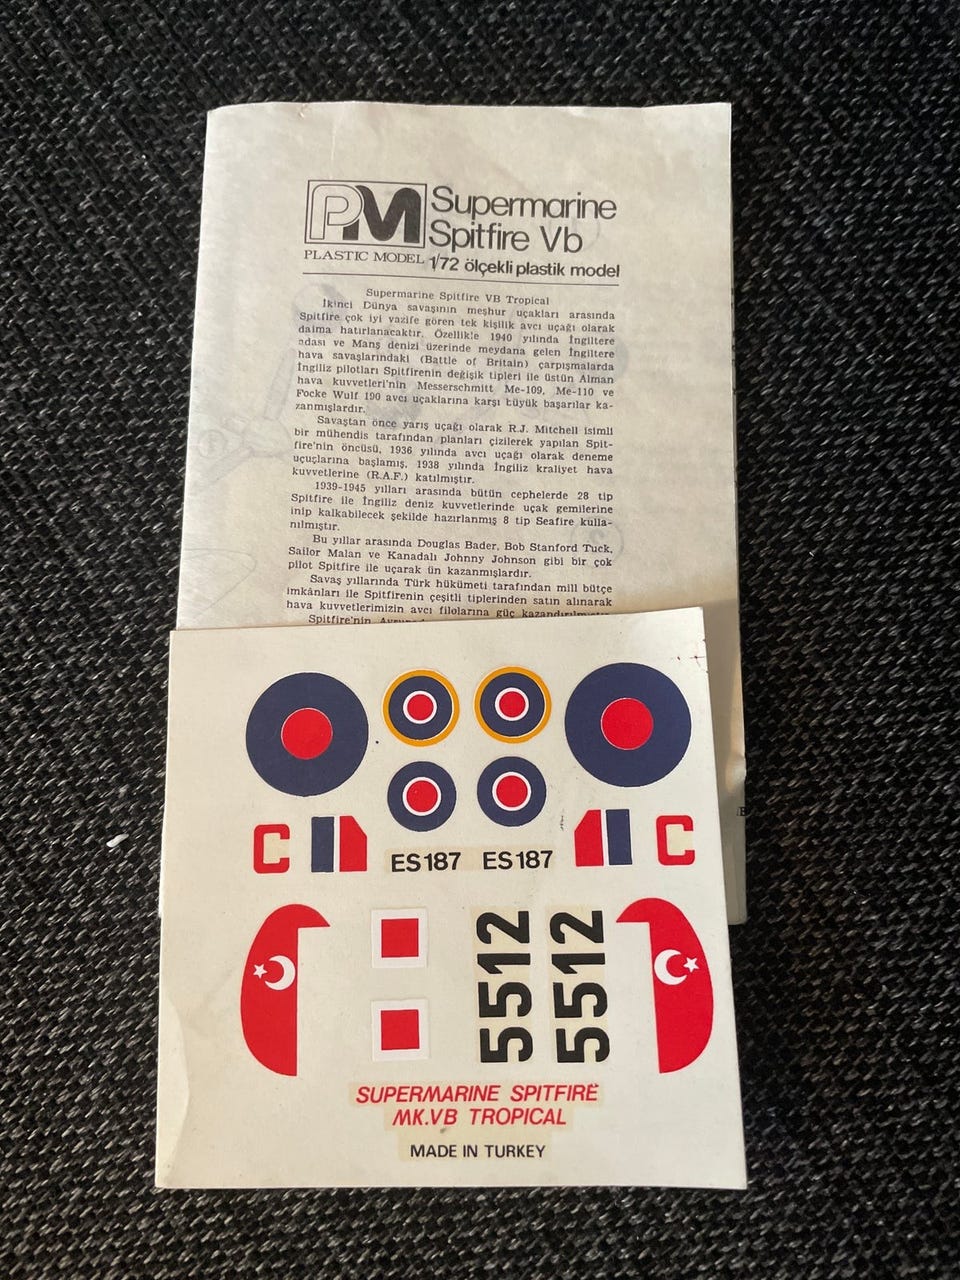 PM
PLASTIC MODEL
Supermarine
Spitfire Vb
1/72 ölçekli plastik model
Supermarine Spitfire VB Tropical
İkinci Dünya savaşının meşhur uçakları arasında
Spitfire çok iyi vazife gören tek kişilik avcı uçağı olarak
daima hatırlanacaktır. Özellikle 1940 yılında İngiltere
adası ve Manş denizi üzerinde meydana gelen İngiltere
hava savaşlarındaki (Battle of Britain) çarpışmalarda
İngiliz pilotları Spitfirenin değişik tipleri ile üstün Alman
hava kuvvetleri'nin Messerschmitt Me-109, Me-110 ve
Focke Wulf 190 avcı uçaklarına karşı büyük başarılar ka-
zanmışlardır.
Savaştan önce yarış uçağı olarak R.J. Mitchell isimli
bir mühendis tarafından planları çizilerek yapılan Spit-
fire'nin öncüsü, 1936 yılında avcı uçağı olarak deneme
uçuşlarına başlamış, 1938 yılında İngiliz kraliyet hava
kuvvetlerine (R.A.F.) katılmıştır.
1939-1945 yılları arasında bütün cephelerde 28 tip
Spitfire ile İngiliz deniz kuvvetlerinde uçak gemilerine
inip kalkabilecek şekilde hazırlanmış 8 tip Seafire kulla-
nılmıştır.
Bu yıllar arasında Douglas Bader, Bob Stanford Tuck,
Sailor Malan ve Kanadalı Johnny Johnson gibi bir çok
pilot Spitfire ile uçarak ün kazanmışlardır.
Savaş yıllarında Türk hükümeti tarafından mill bütçe
imkânları ile Spitfirenin çeşitli tiplerinden satın alınarak
hava kuvvetlerimizin avcı filolarına güç kazandırılmıştır.
Spitfire'nin
C
C
ES187 ES187
5512
5512
SUPERMARINE SPITFIRE
MK.VB TROPICAL
MADE IN TURKEY